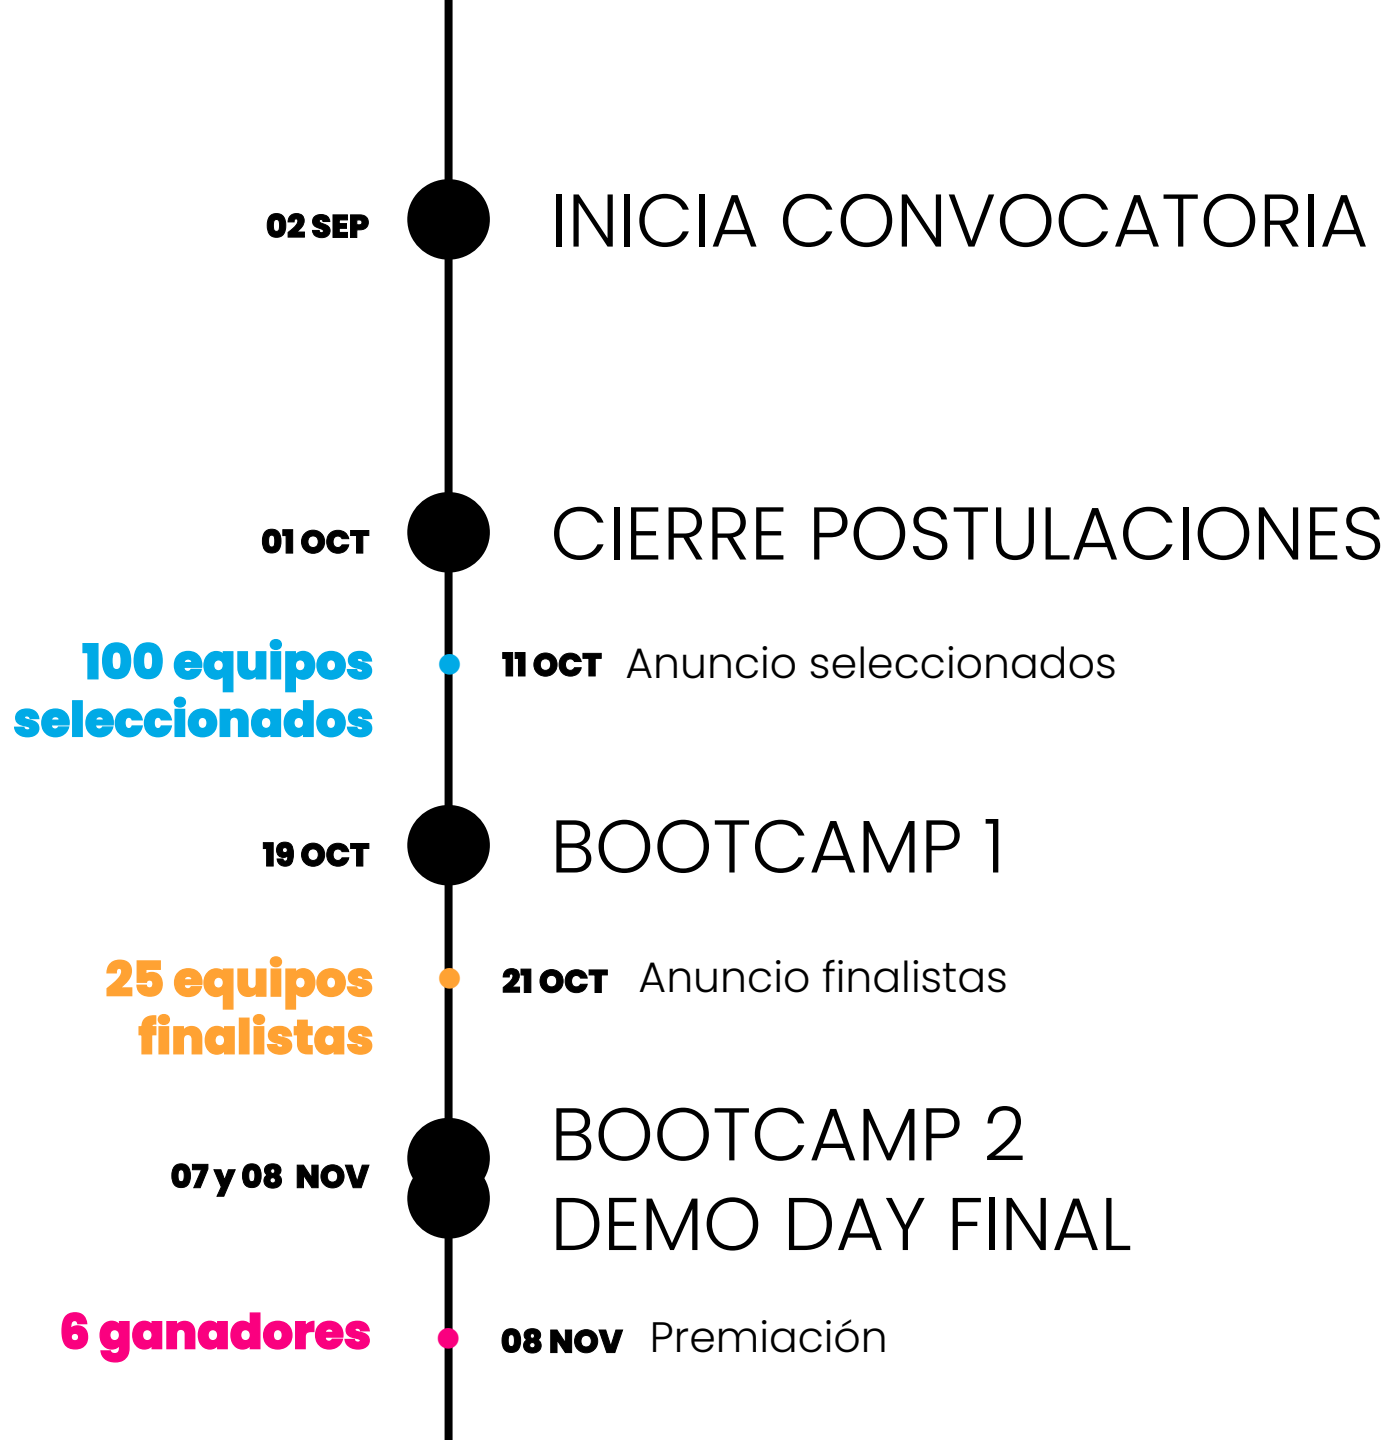 02 SEP
INICIA CONVOCATORIA
01 OCT
CIERRE POSTULACIONES
100 equipos
seleccionados
11 OCT Anuncio seleccionados
19 OCT
BOOTCAMP 1
25 equipos
finalistas
21 OCT Anuncio finalistas
07 y 08 NOV
BOOTCAMP 2
DEMO DAY FINAL
6 ganadores
08 NOV Premiación